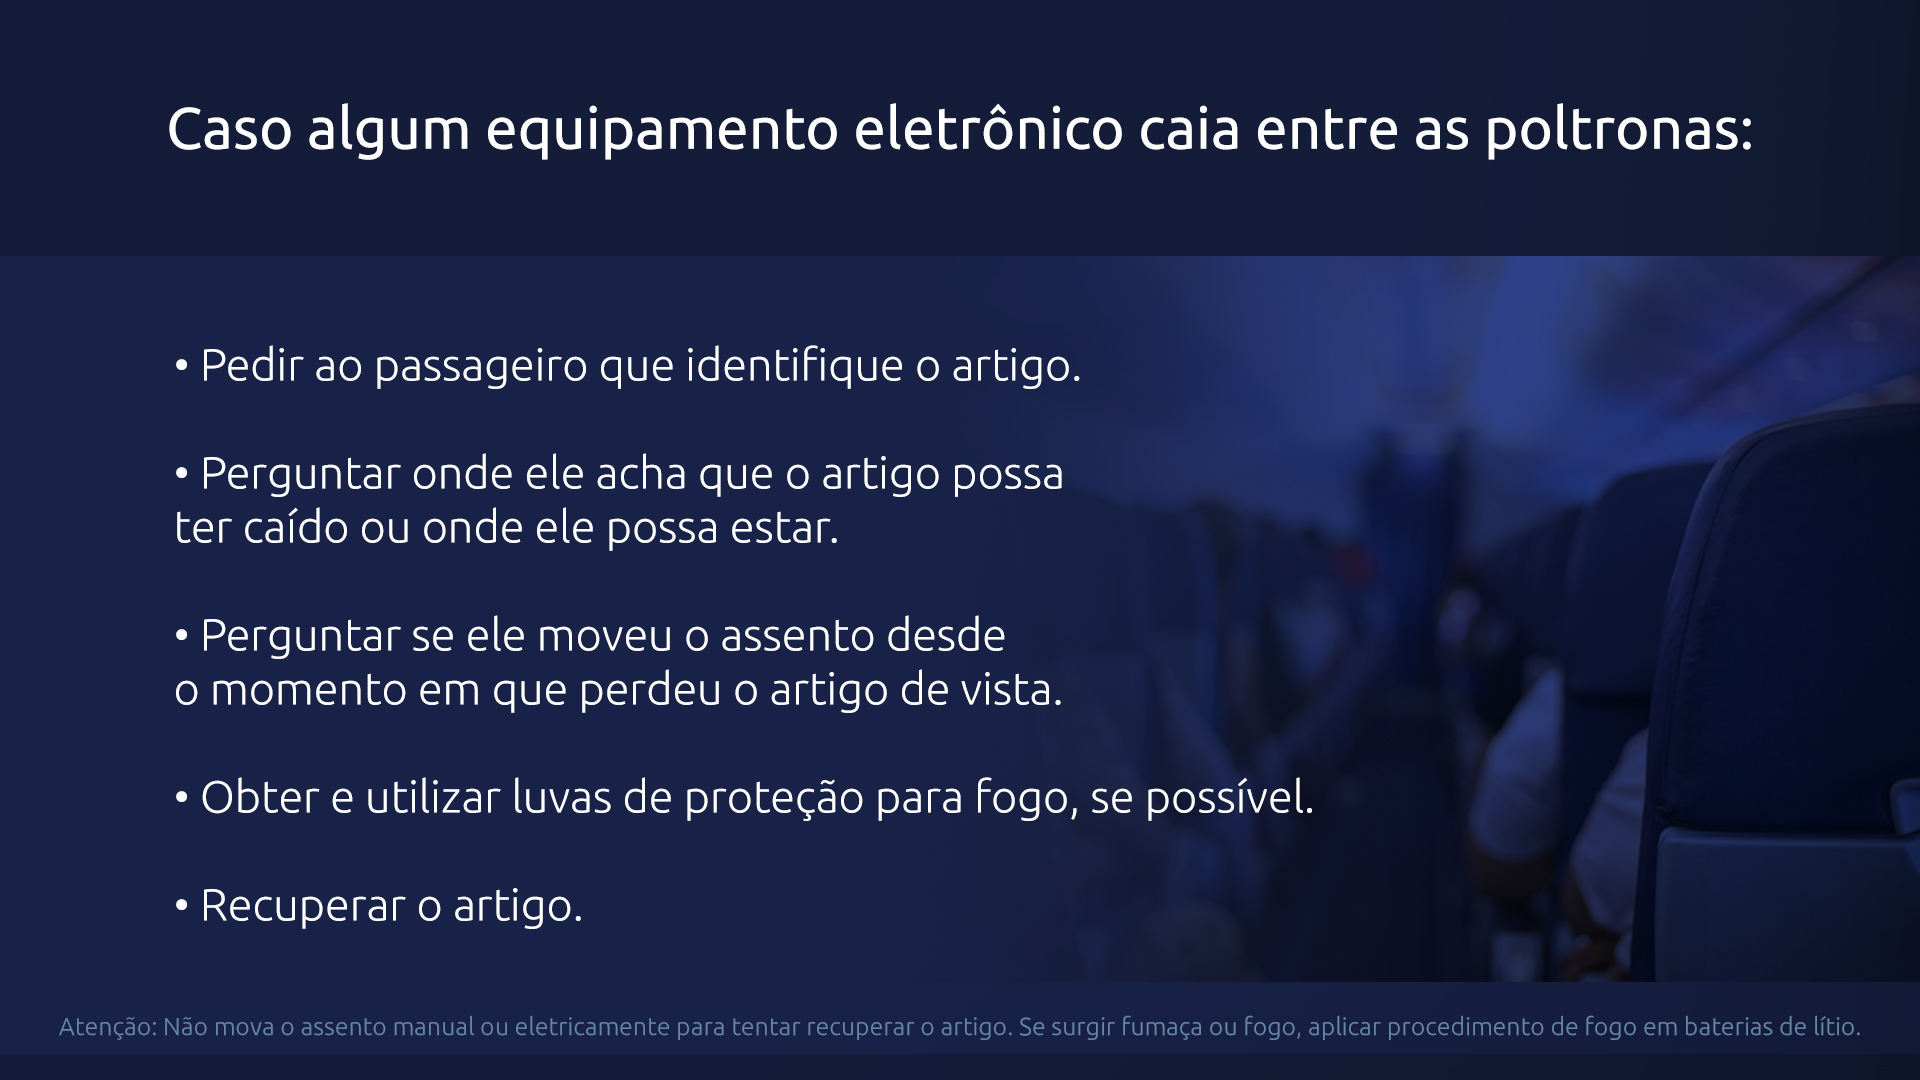 Caso algum equipamento eletrônico caia entre as poltronas:
• Pedir ao passageiro que identifique o artigo.
• Perguntar onde ele acha que o artigo possa
ter caído ou onde ele possa estar.
• Perguntar se ele moveu o assento desde
o momento em que perdeu o artigo de vista.
• Obter e utilizar luvas de proteção para fogo, se possível.
• Recuperar o artigo.
Atenção: Não mova o assento manual ou eletricamente para tentar recuperar o artigo. Se surgir fumaça ou fogo, aplicar procedimento de fogo em baterias de lítio.